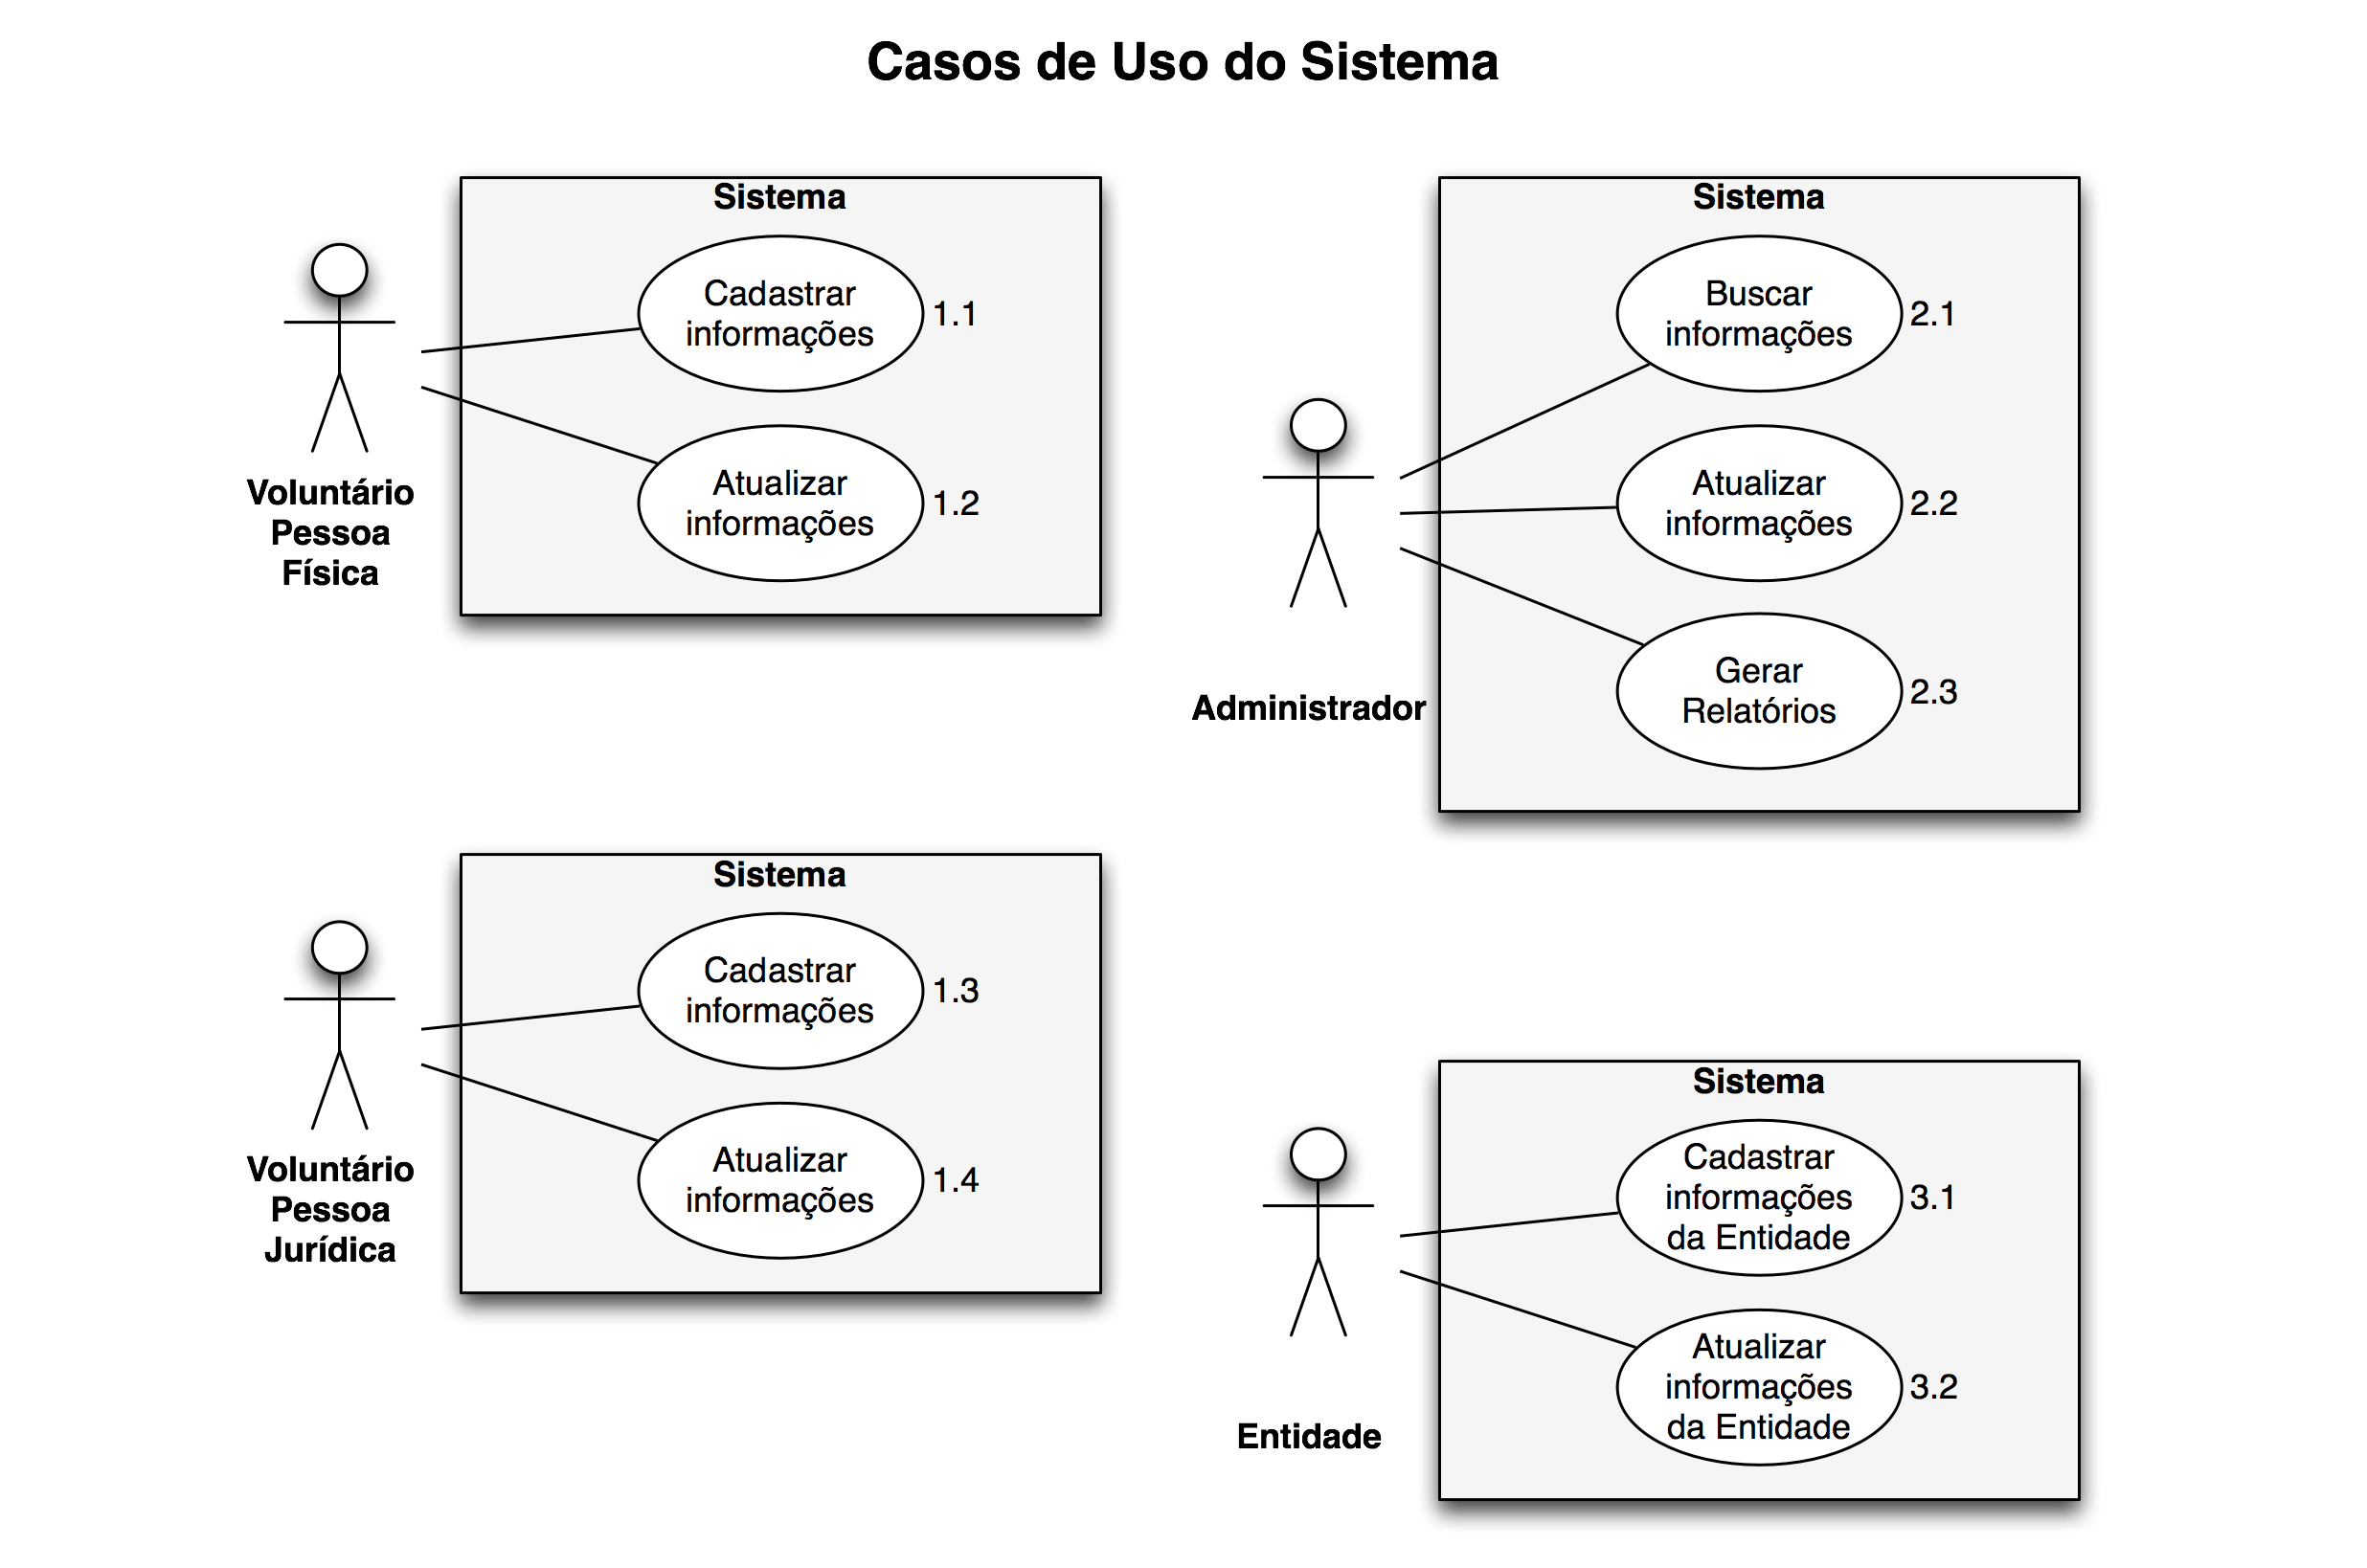 Casos de Uso do Sistema
Sistema
Cadastrar
informações
1.1
Atualizar
informações
1.2
Voluntário
Pessoa
Física
Sistema
Buscar
informações
2.1
Atualizar
informações
2.2
Gerar
Relatórios
2.3
Administrador
Sistema
Cadastrar
informações
1.3
Atualizar
informações
1.4
Voluntário
Pessoa
Jurídica
Sistema
Cadastrar
informações
da Entidade
3.1
Atualizar
informações
da Entidade
3.2
Entidade